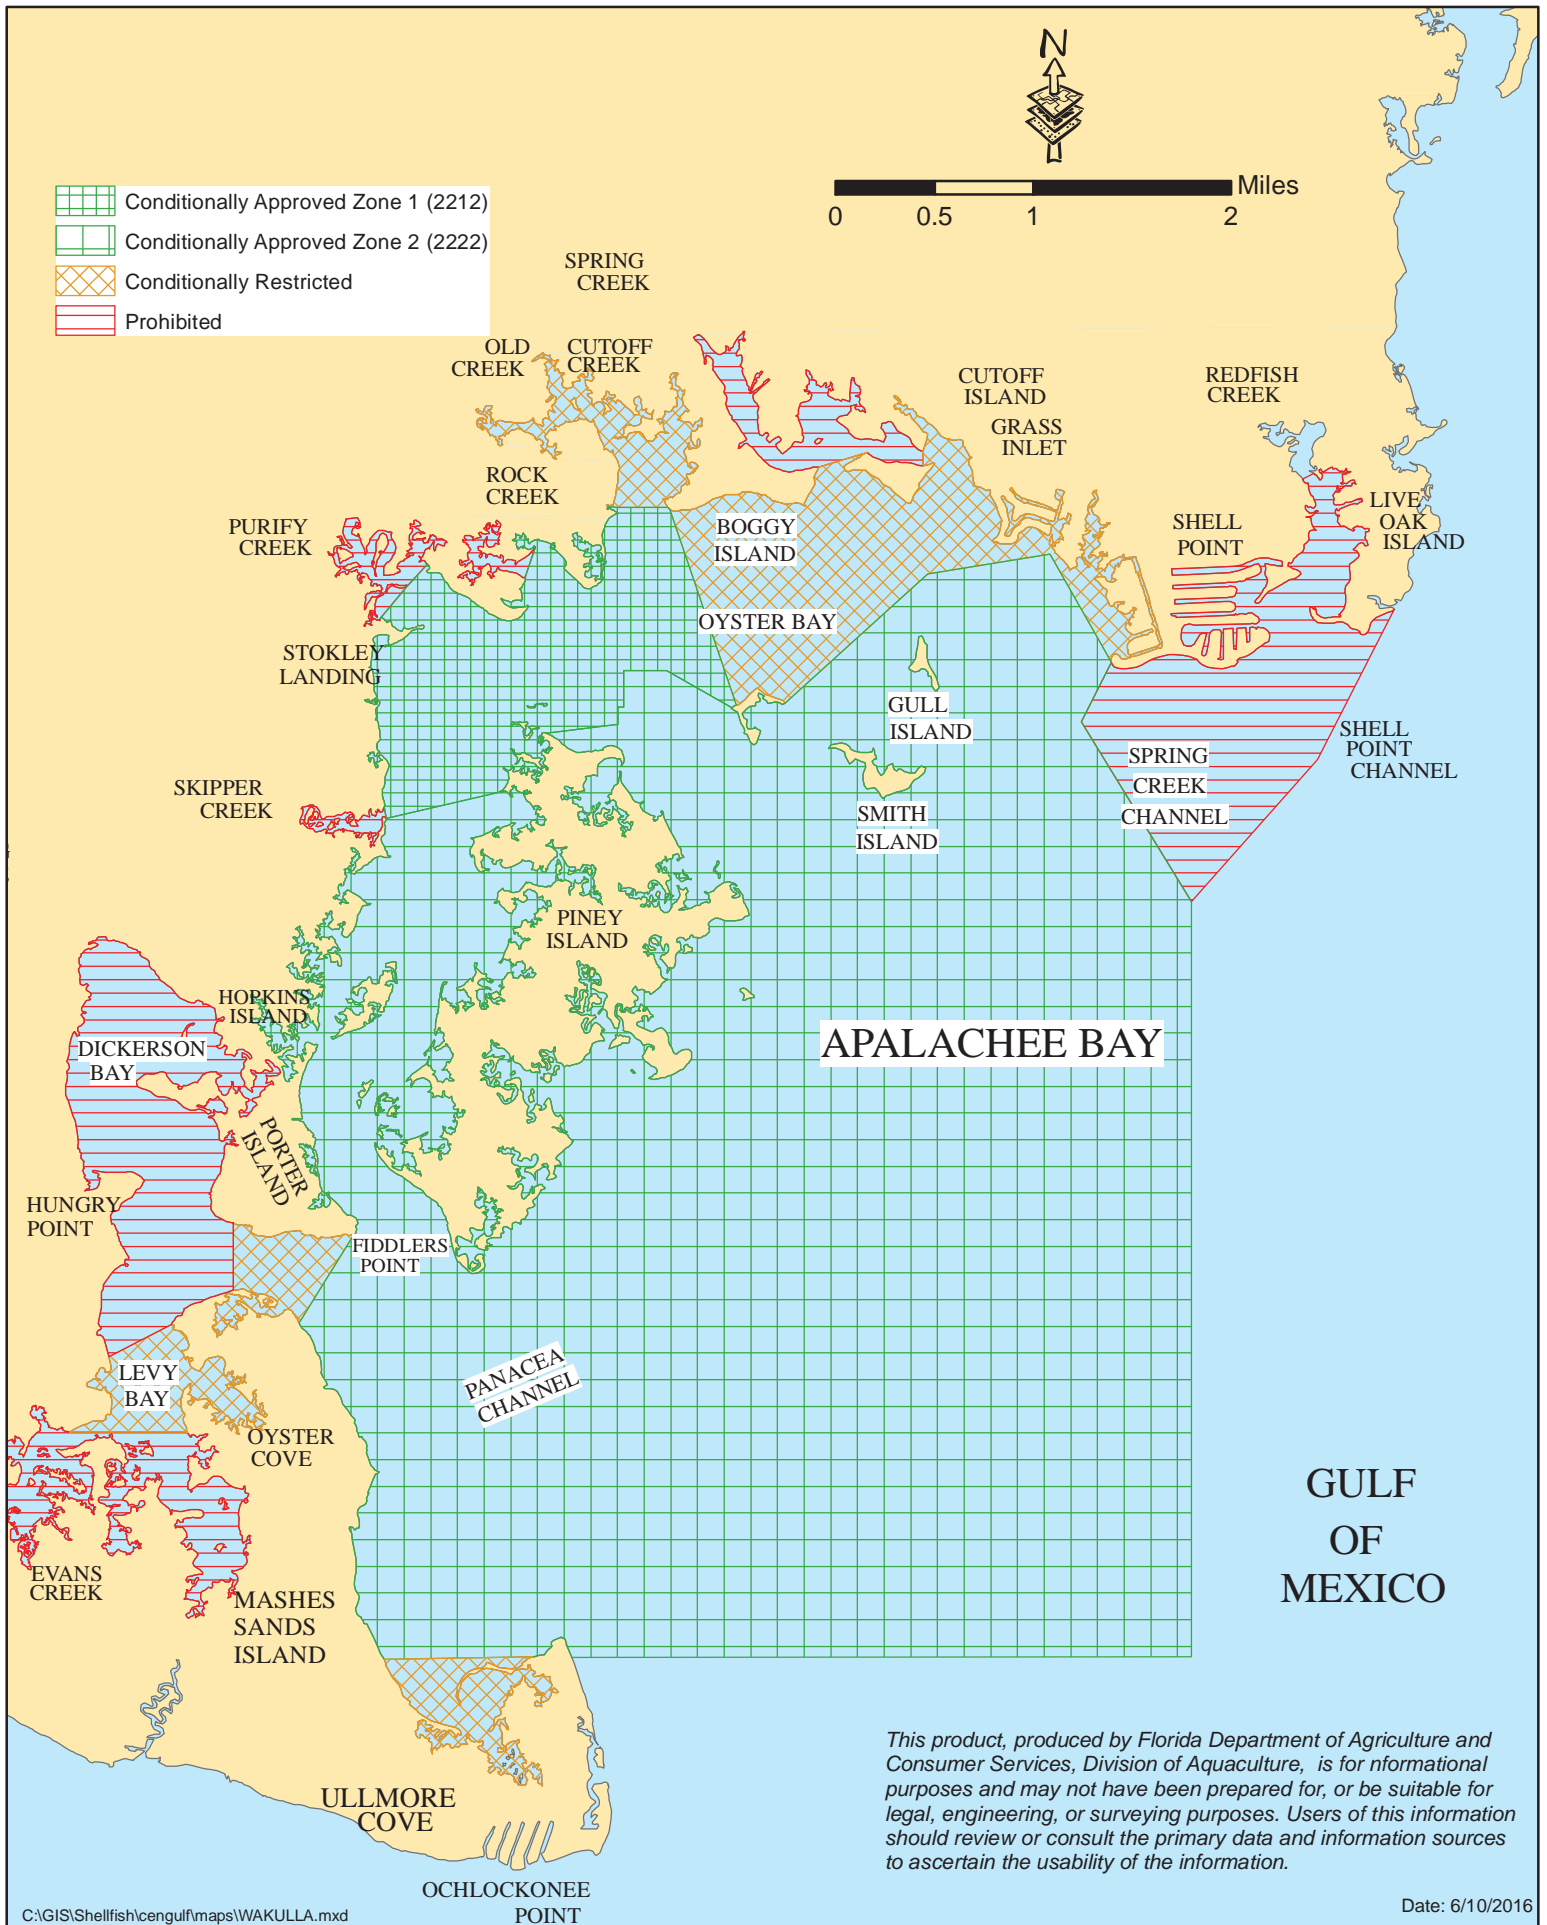 N
Miles
0 0.5 1 2
Conditionally Approved Zone 1 (2212)
Conditionally Approved Zone 2 (2222)
Conditionally Restricted
Prohibited
SPRING
CREEK
OLD
CREEK
CUTOFF
CREEK
CUTOFF
ISLAND
GRASS
INLET
REDFISH
CREEK
ROCK
CREEK
PURIFY
CREEK
BOGGY
ISLAND
SHELL
POINT
LIVE
OAK
ISLAND
OYSTER BAY
STOKLEY
LANDING
GULL
ISLAND
SHELL
POINT
CHANNEL
SPRING
CREEK
CHANNEL
SKIPPER
CREEK
SMITH
ISLAND
PINEY
ISLAND
HOPKINS
ISLAND
DICKERSON
BAY
APALACHEE BAY
PORTER
ISLAND
HUNGRY
POINT
FIDDLERS
POINT
LEVY
BAY
PANACEA
CHANNEL
OYSTER
COVE
GULF
OF
MEXICO
EVANS
CREEK
MASHES
SANDS
ISLAND
ULLMORE
COVE
OCHLOCKONEE
POINT
This product, produced by Florida Department of Agriculture and
Consumer Services, Division of Aquaculture, is for nformational
purposes and may not have been prepared for, or be suitable for
legal, engineering, or surveying purposes. Users of this information
should review or consult the primary data and information sources
to ascertain the usability of the information.
C:\GIS\Shellfish\cengulf\maps\WAKULLA.mxd
Date: 6/10/2016